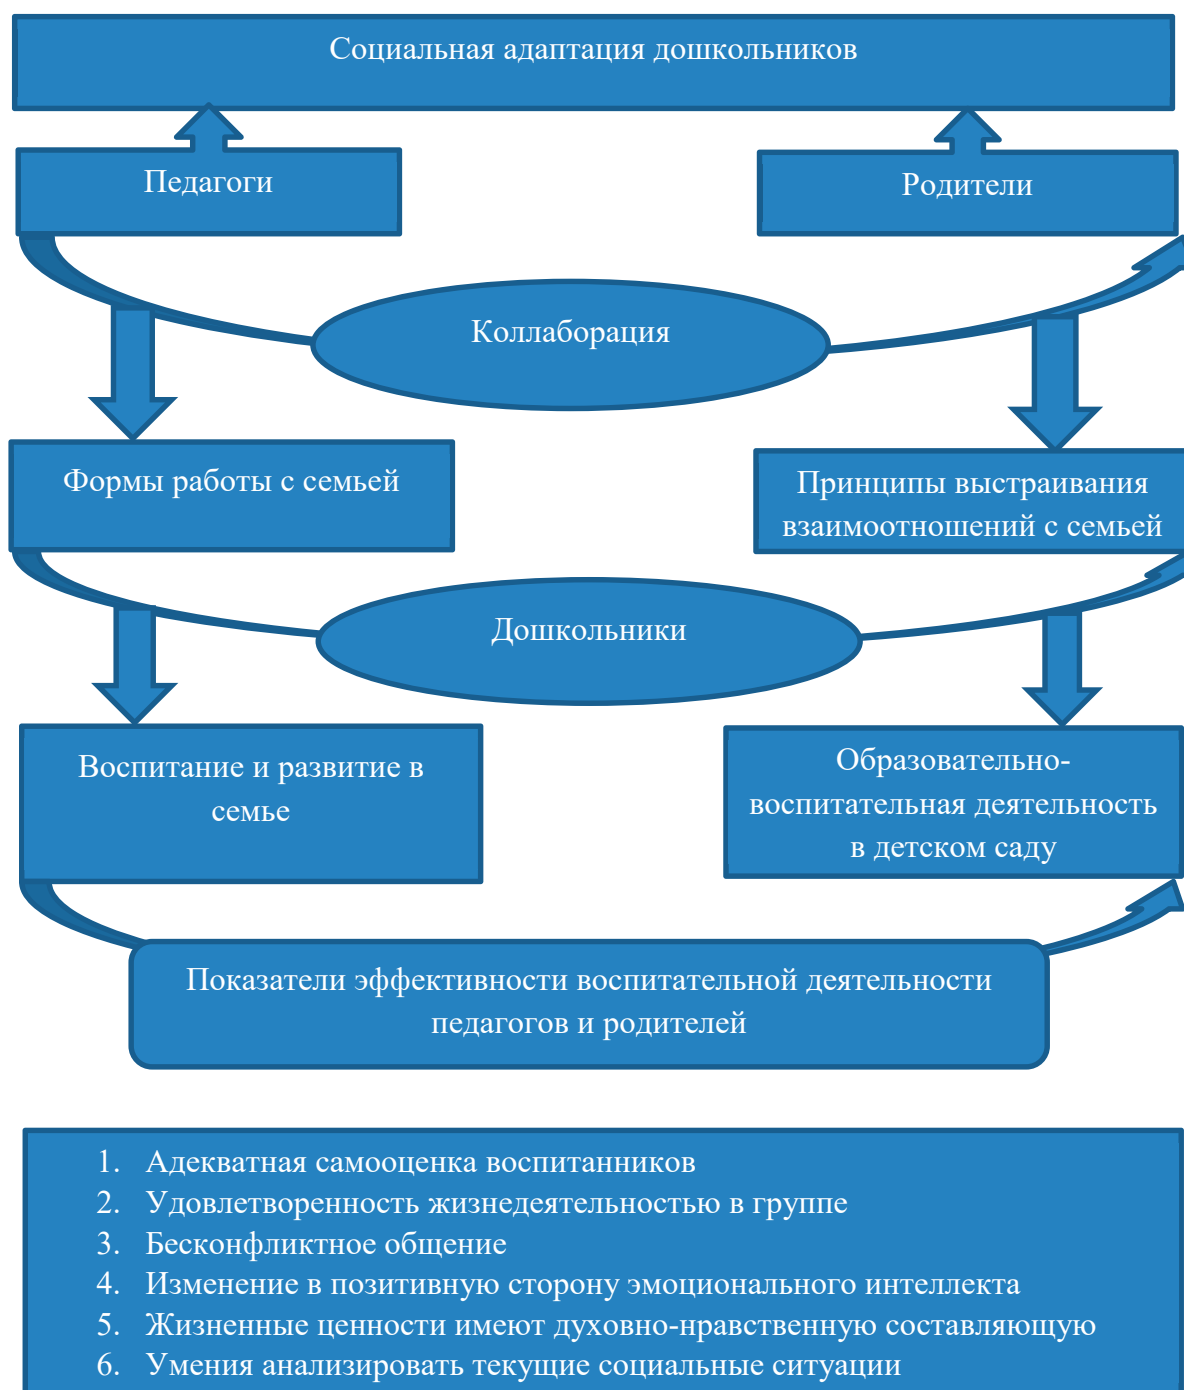 Социальная адаптация дошкольников
Педагоги
Родители
Коллаборация
Формы работы с семьей
Принципы выстраивания
взаимоотношений с семьей
Дошкольники
Воспитание и развитие в
семье
Образовательно-
воспитательная деятельность
в детском саду
Показатели эффективности воспитательной деятельности
педагогов и родителей
1. Адекватная самооценка воспитанников
2. Удовлетворенность жизнедеятельностью в группе
3. Бесконфликтное общение
4. Изменение в позитивную сторону эмоционального интеллекта
5. Жизненные ценности имеют духовно-нравственную составляющую
6. Умения анализировать текущие социальные ситуации